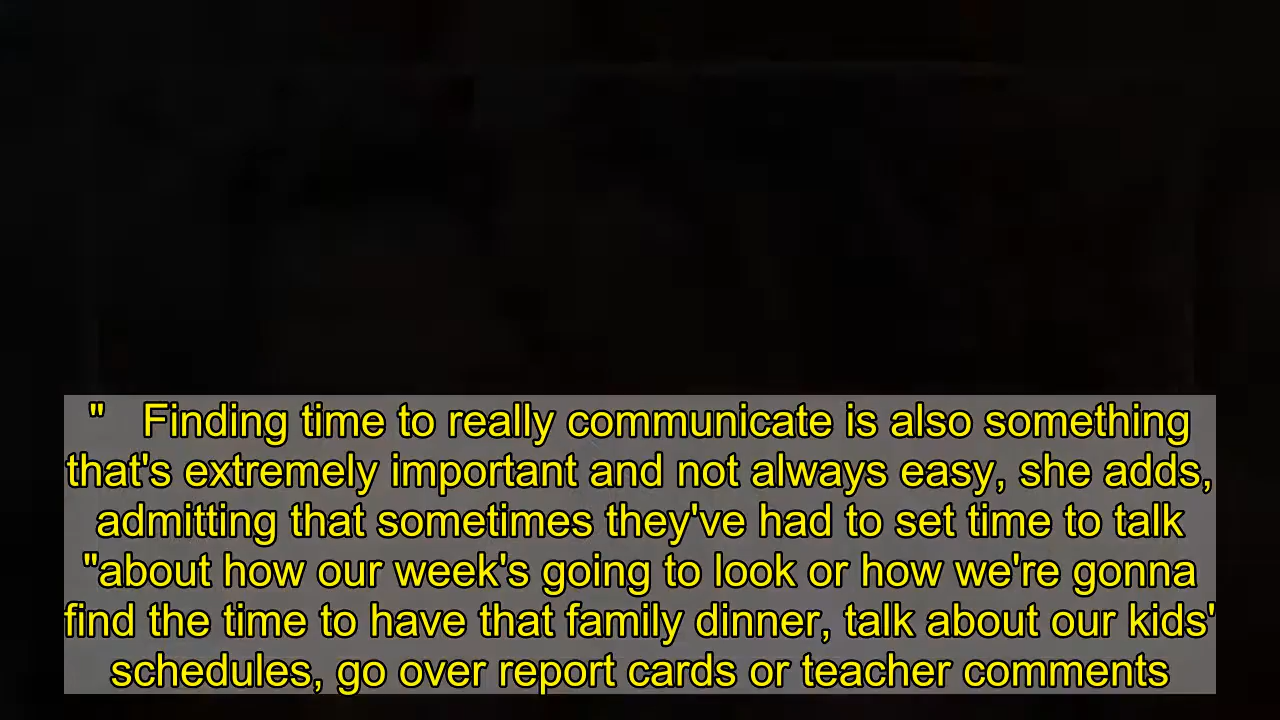 "   Finding time to really communicate is also something
that's extremely important and not always easy, she adds,
admitting that sometimes they've had to set time to talk
"about how our week's going to look or how we're gonna
find the time to have that family dinner, talk about our kids'
schedules, go over report cards or teacher comments